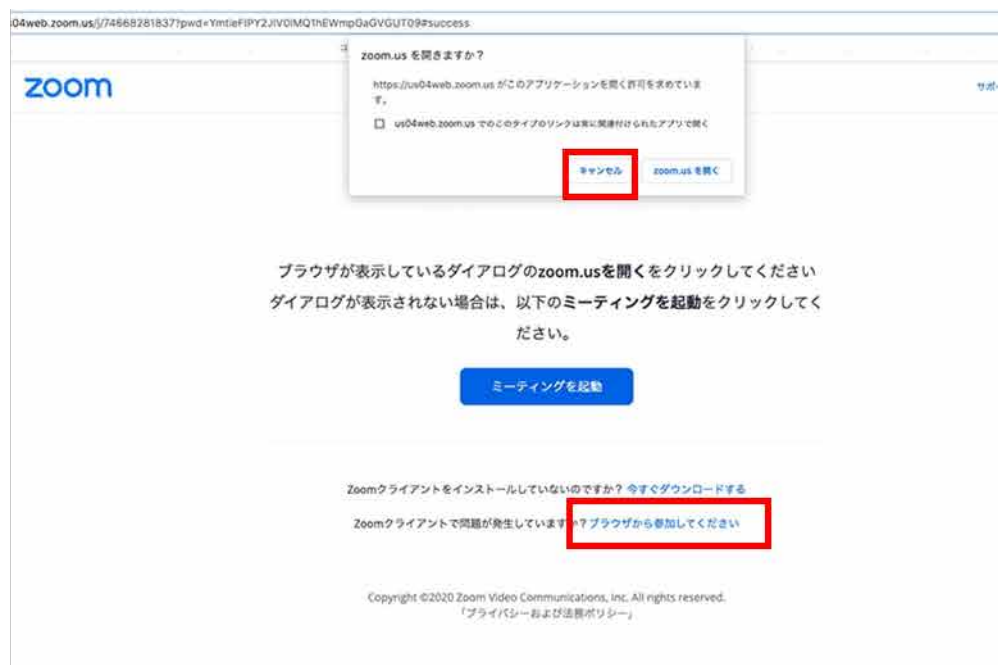 04web.zoom.us/j/74668281837?pwd=YmtieFlPY2JIV0lMQ1hEWmpGaGVGUT09#success
zoom.us を開きますか？
https://us04web.zoom.us がこのアプリケーションを開く許可を求めていま
す。
us04web.zoom.us でのこのタイプのリンクは常に関連付けられたアプリで開く
キャンセル
zoom.us を開く
zoom
サポ
ブラウザが表示しているダイアログのzoom.usを開くをクリックしてください
ダイアログが表示されない場合は、以下のミーティングを起動をクリックしてく
ださい。
ミーティングを起動
Zoomクライアントをインストールしていないのですか？ 今すぐダウンロードする
Zoomクライアントで問題が発生していますか？ブラウザから参加してください
Copyright ©2020 Zoom Video Communications, Inc. All rights reserved.
「プライバシーおよび法務ポリシー」